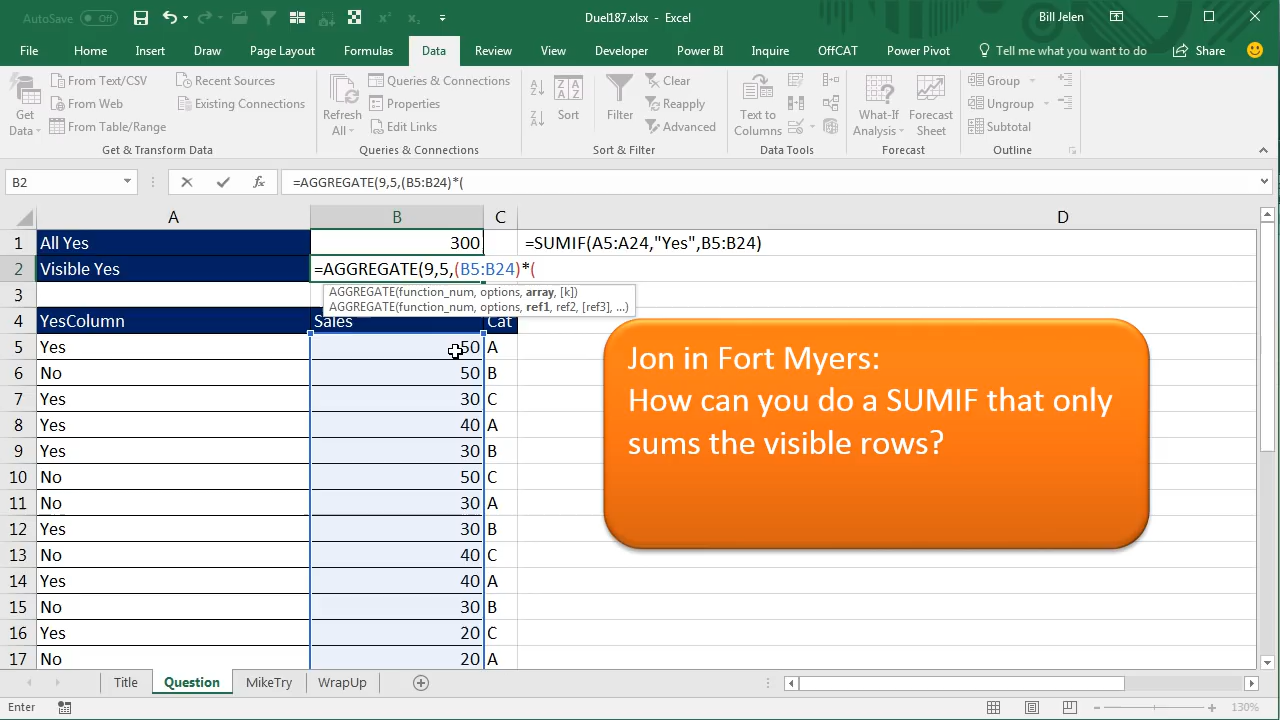 AutoSave Off
Duel187.xlsx - Excel
Bill Jelen
File Home Insert Draw Page Layout Formulas Data Review View Developer Power BI Inquire OffCAT Power Pivot Tell me what you want to do Share
Get Data
From Text/CSV
From Web
From Table/Range
Recent Sources
Existing Connections
Get & Transform Data
Refresh All
Queries & Connections
Properties
Edit Links
Queries & Connections
Sort
Filter
Clear
Reapply
Advanced
Sort & Filter
Text to Columns
Data Tools
What-If Analysis
Forecast Sheet
Forecast
Group
Ungroup
Subtotal
Outline
B2 fx =AGGREGATE(9,5,(B5:B24)*(
A B C D
1 All Yes 300 =SUMIF(A5:A24,"Yes",B5:B24)
2 Visible Yes =AGGREGATE(9,5,(B5:B24)*(
AGGREGATE(function_num, options, array, [k])
3 AGGREGATE(function_num, options, ref1, ref2, [ref3], ...)
4 YesColumn Sales Cat
5 Yes 50 A
6 No 50 B
7 Yes 30 C
8 Yes 40 A
9 Yes 30 B
10 No 50 C
11 No 30 A
12 Yes 30 B
13 No 40 C
14 Yes 40 A
15 No 30 B
16 Yes 20 C
17 No 20 A
Jon in Fort Myers:
How can you do a SUMIF that only
sums the visible rows?
Title Question MikeTry WrapUp
Enter 130%